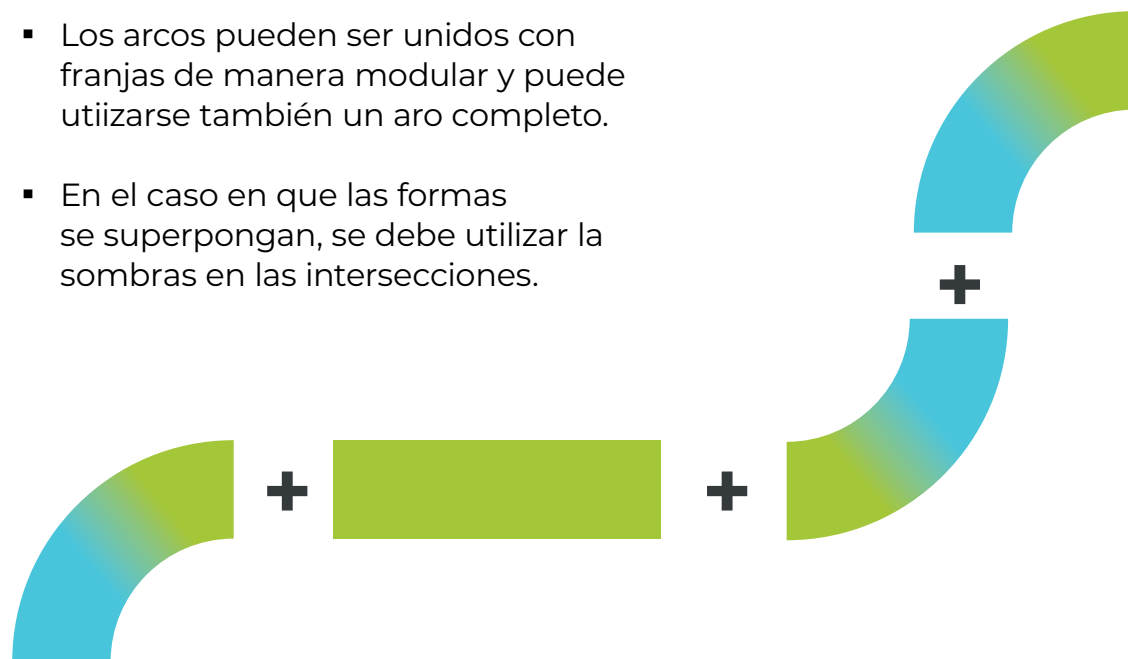 ▪ Los arcos pueden ser unidos con
franjas de manera modular y puede
utiizarse también un aro completo.
▪ En el caso en que las formas
se superpongan, se debe utilizar la
sombras en las intersecciones.
+
+ +